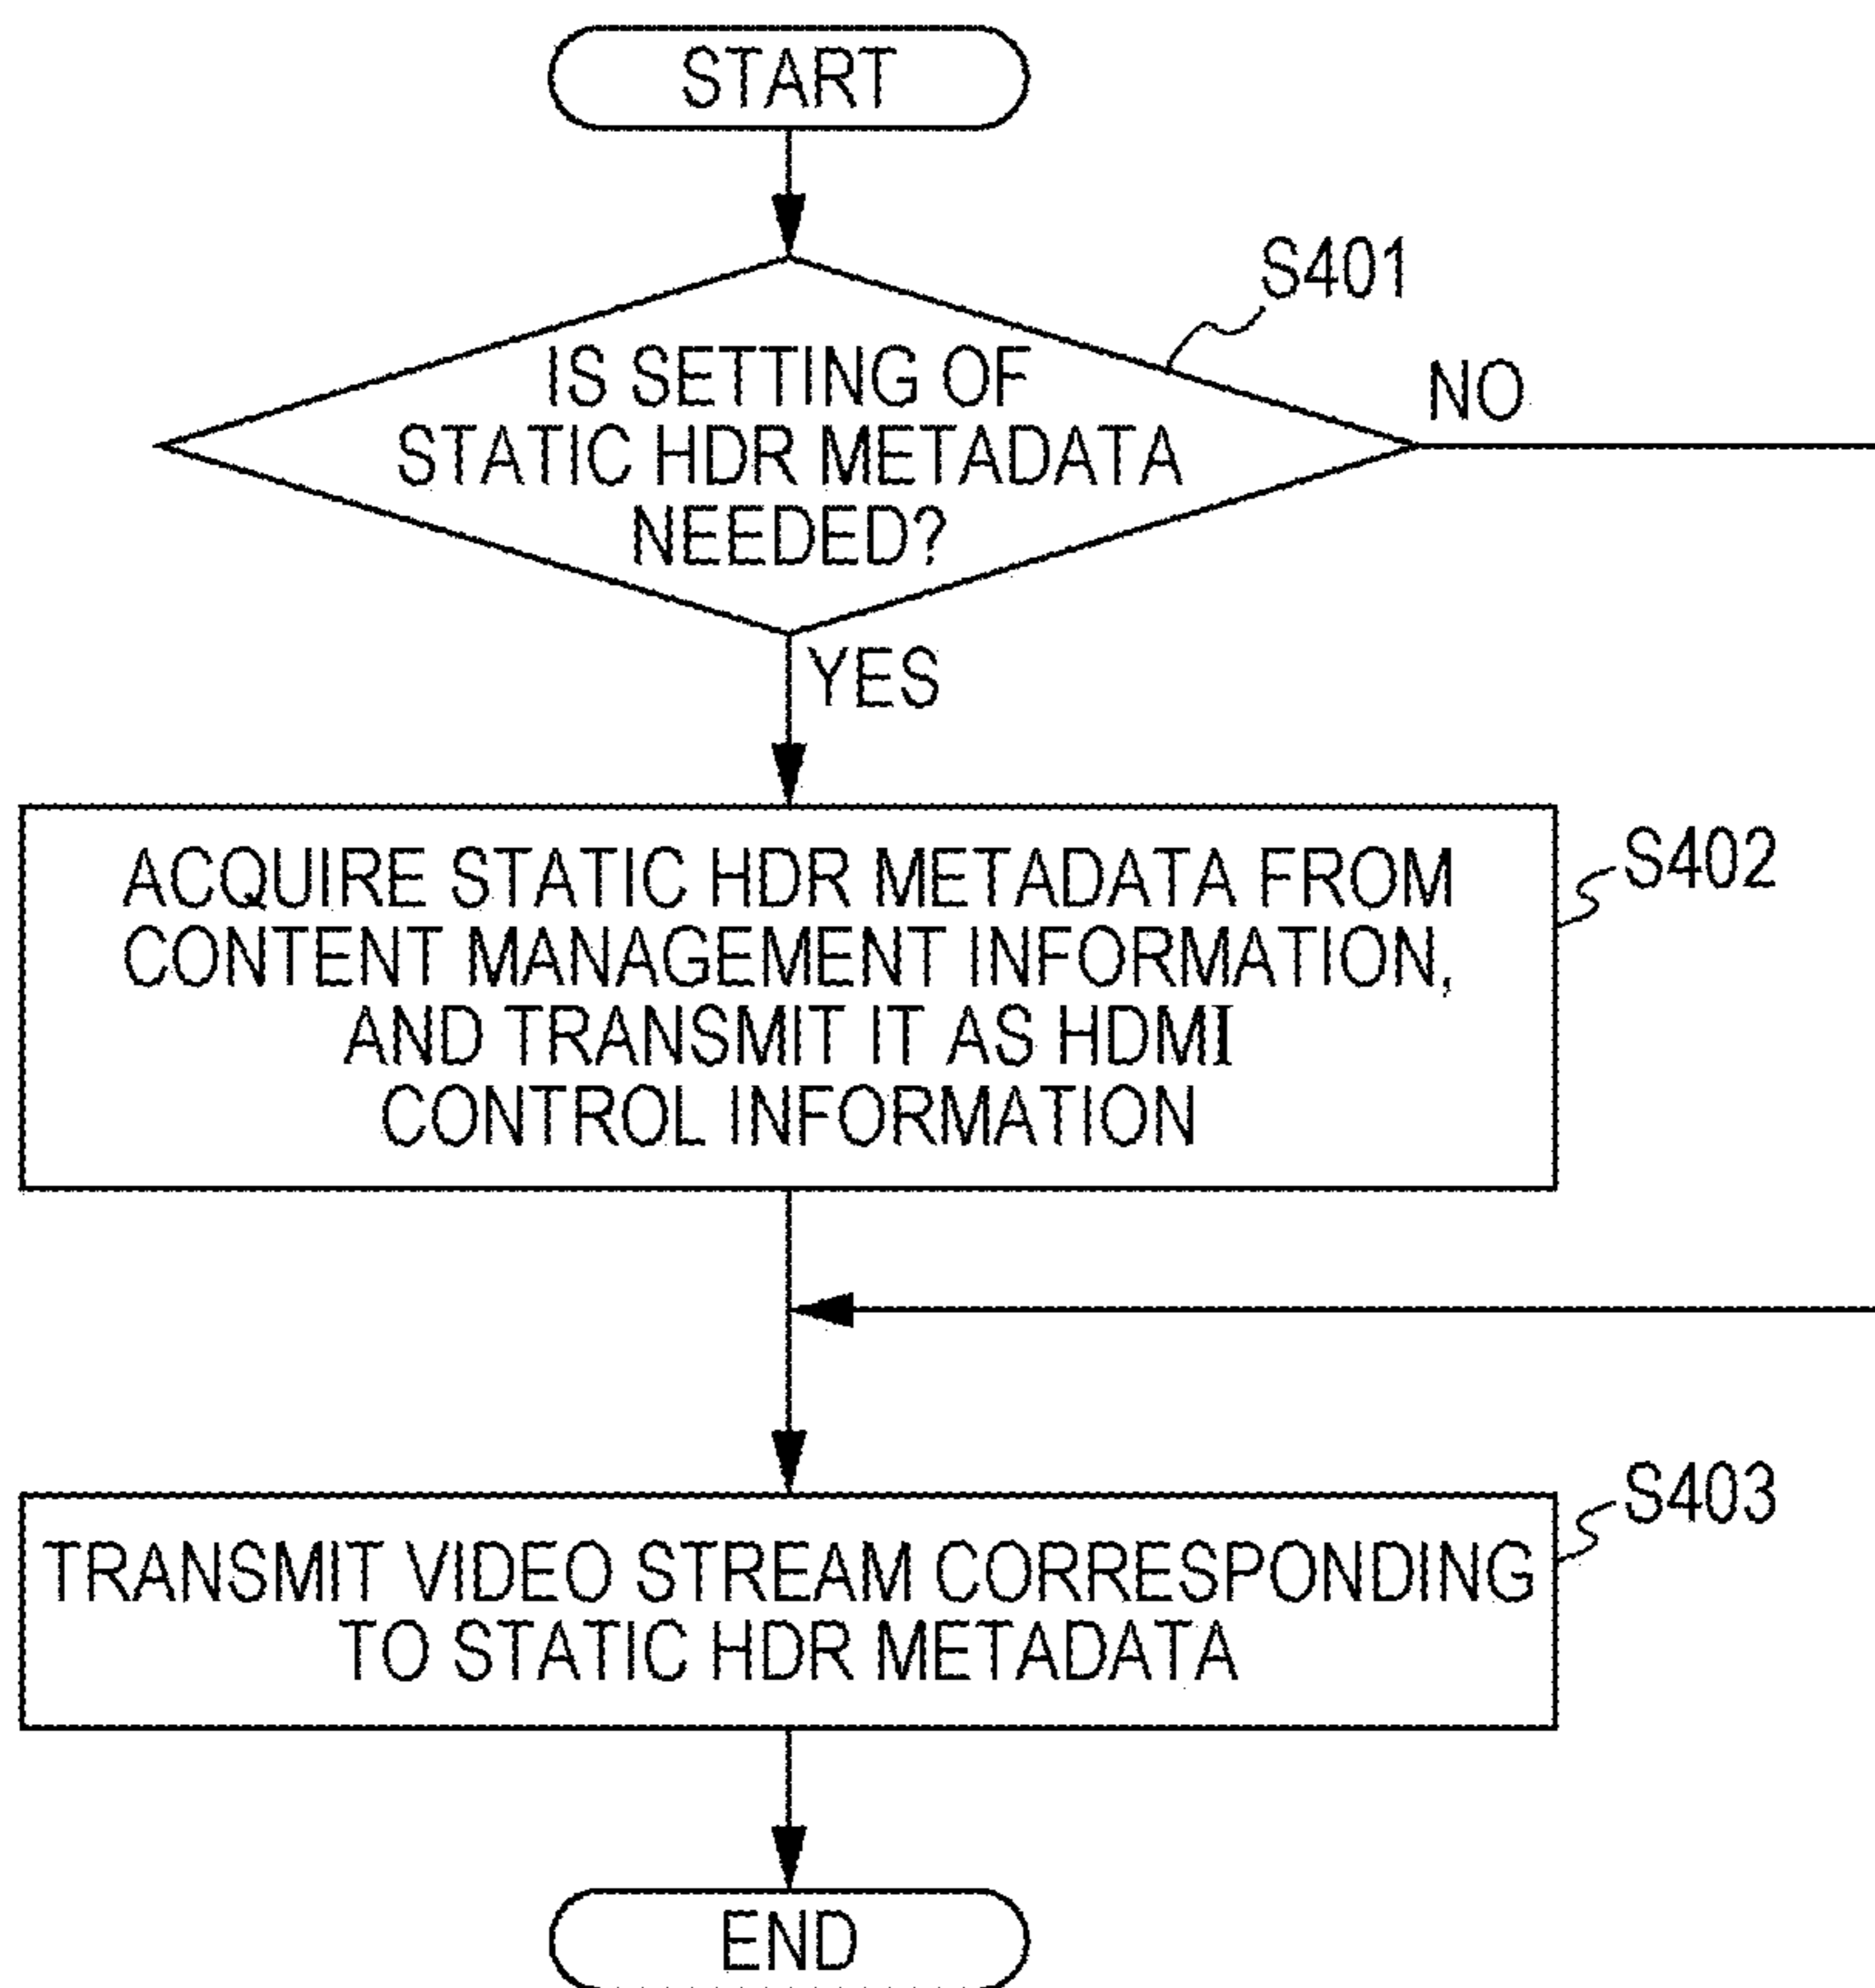 START
S401
IS SETTING OF
STATIC HDR METADATA
NEEDED?
NO
YES
ACQUIRE STATIC HDR METADATA FROM
CONTENT MANAGEMENT INFORMATION,
AND TRANSMIT IT AS HDMI
CONTROL INFORMATION
S402
TRANSMIT VIDEO STREAM CORRESPONDING
TO STATIC HDR METADATA
S403
END